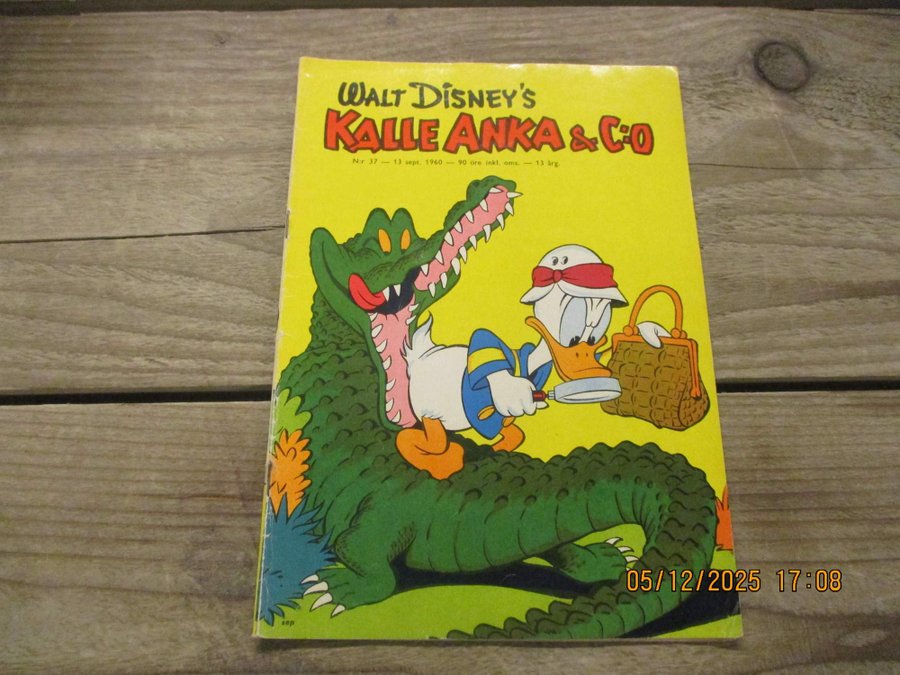 WALT DISNEY'S
KALLE ANKA & C:O
N:r 37 — 13 sept. 1960 — 90 öre inkl. oms. — 13 årg.
05/12/2025 17:08